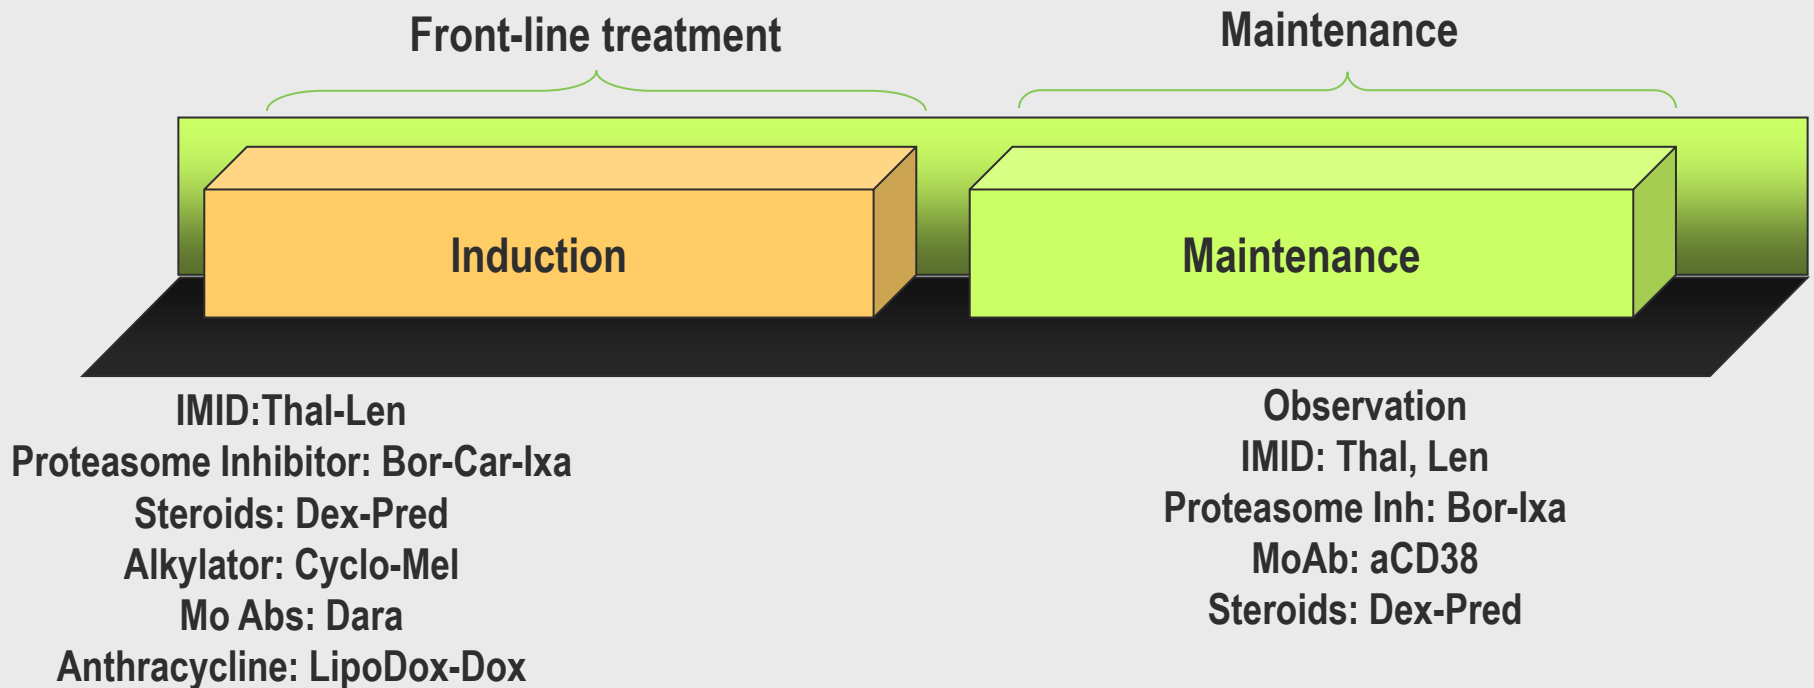 Front-line treatment
Maintenance
Induction
Maintenance
IMID:Thal-Len
Proteasome Inhibitor: Bor-Car-Ixa
Steroids: Dex-Pred
Alkylator: Cyclo-Mel
Mo Abs: Dara
Anthracycline: LipoDox-Dox
Observation
IMID: Thal, Len
Proteasome Inh: Bor-Ixa
MoAb: aCD38
Steroids: Dex-Pred